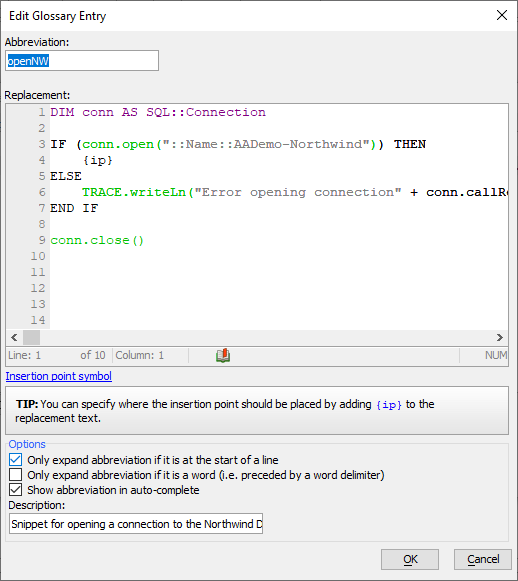 Edit Glossary Entry
Abbreviation:
openNW
Replacement:
1 DIM conn AS SQL::Connection
2
3 IF (conn.open("::Name::AADemo-Northwind")) THEN
4 {ip}
5 ELSE
6 TRACE.writeLn("Error opening connection" + conn.callRe
7 END IF
8
9 conn.close()
10
11
12
13
14
Line: 1 of 10 Column: 1 NUM
Insertion point symbol
TIP: You can specify where the insertion point should be placed by adding {ip} to the
replacement text.
Options
Only expand abbreviation if it is at the start of a line
Only expand abbreviation if it is a word (i.e. preceded by a word delimiter)
Show abbreviation in auto-complete
Description:
Snippet for opening a connection to the Northwind D
OK Cancel